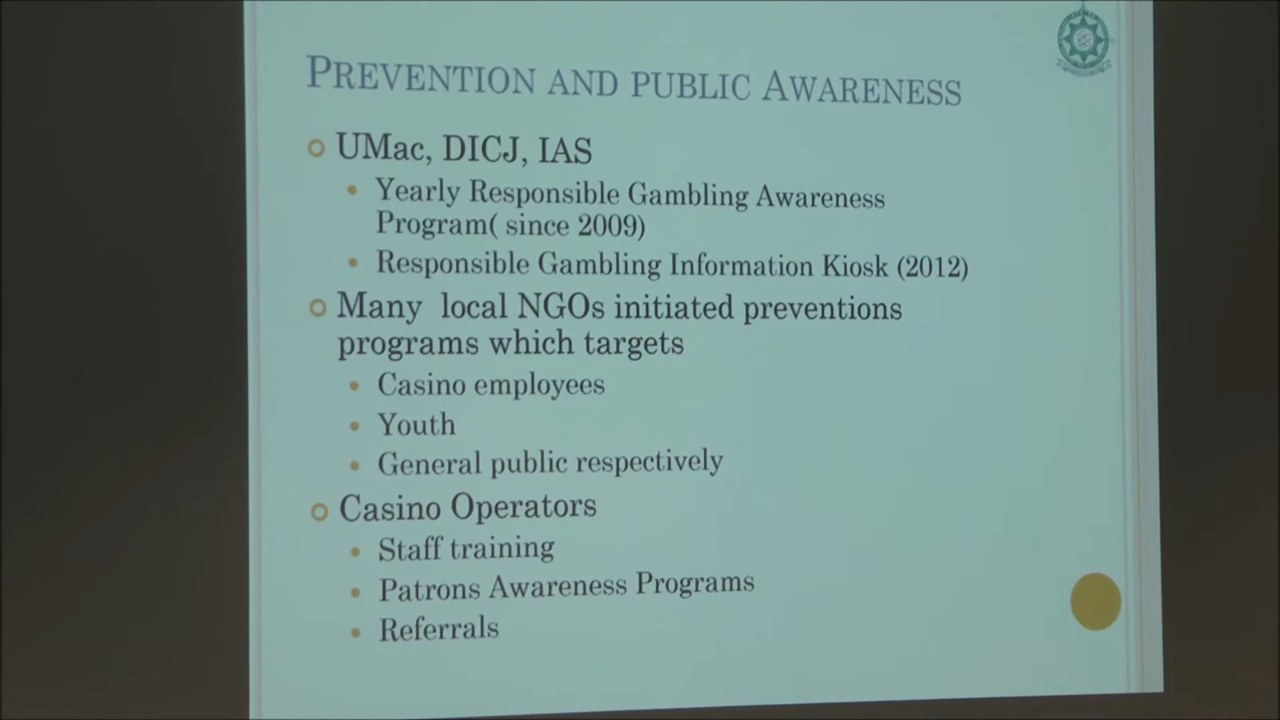 PREVENTION AND PUBLIC AWARENESS
UMac, DICJ, IAS
Yearly Responsible Gambling Awareness
Program( since 2009)
Responsible Gambling Information Kiosk (2012)
Many local NGOs initiated preventions
programs which targets
Casino employees
Youth
General public respectively
Casino Operators
Staff training
Patrons Awareness Programs
Referrals